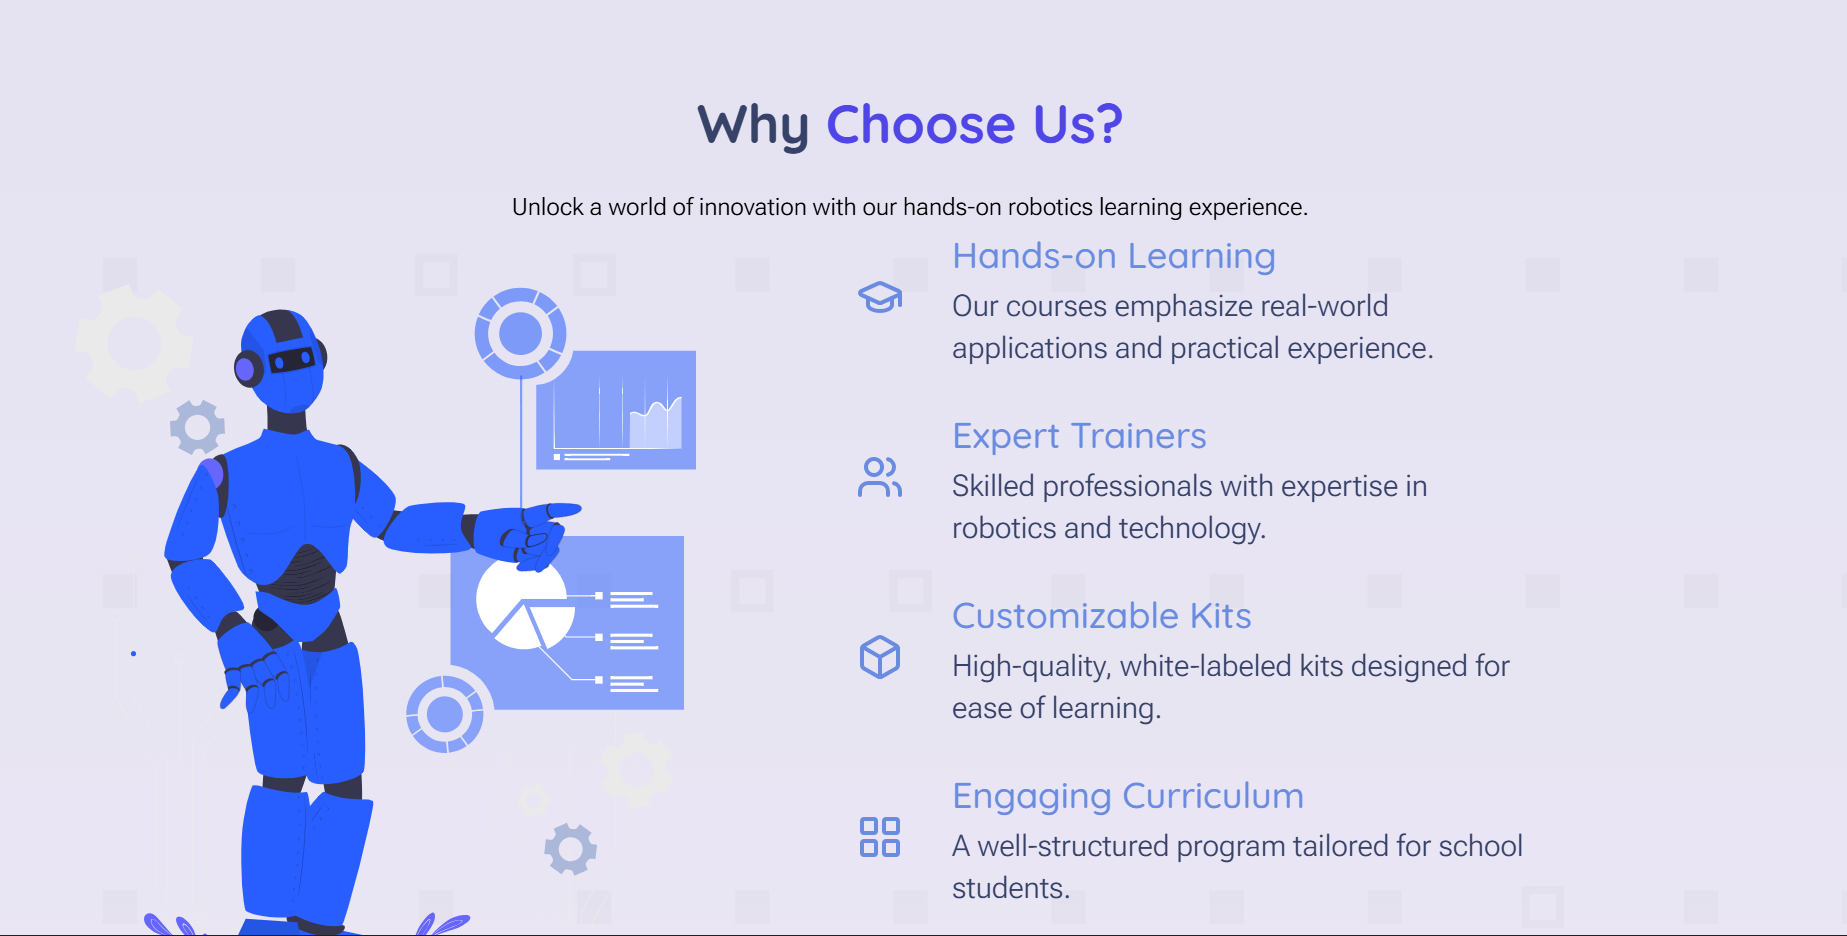 Why Choose Us?
Unlock a world of innovation with our hands-on robotics learning experience.
Hands-on Learning
Our courses emphasize real-world
applications and practical experience.
Expert Trainers
Skilled professionals with expertise in
robotics and technology.
Customizable Kits
High-quality, white-labeled kits designed for
ease of learning.
Engaging Curriculum
A well-structured program tailored for school
students.